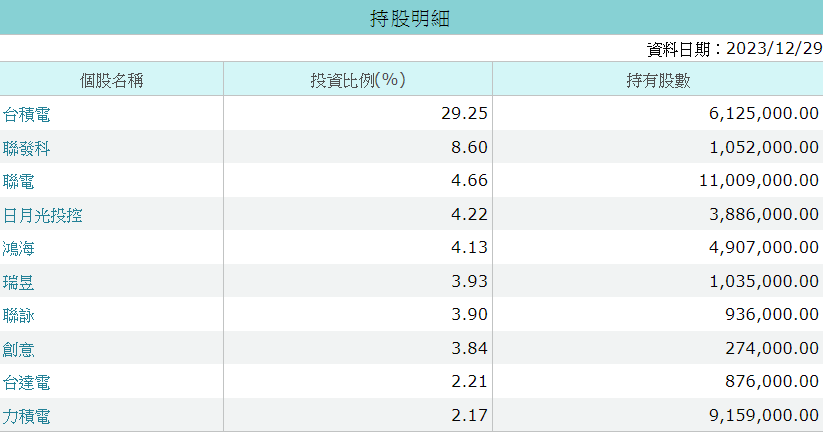 持股明細
資料日期：2023/12/29
個股名稱 投資比例(%) 持有股數
台積電 29.25 6,125,000.00
聯發科 8.60 1,052,000.00
聯電 4.66 11,009,000.00
日月光投控 4.22 3,886,000.00
鴻海 4.13 4,907,000.00
瑞昱 3.93 1,035,000.00
聯詠 3.90 936,000.00
創意 3.84 274,000.00
台達電 2.21 876,000.00
力積電 2.17 9,159,000.00